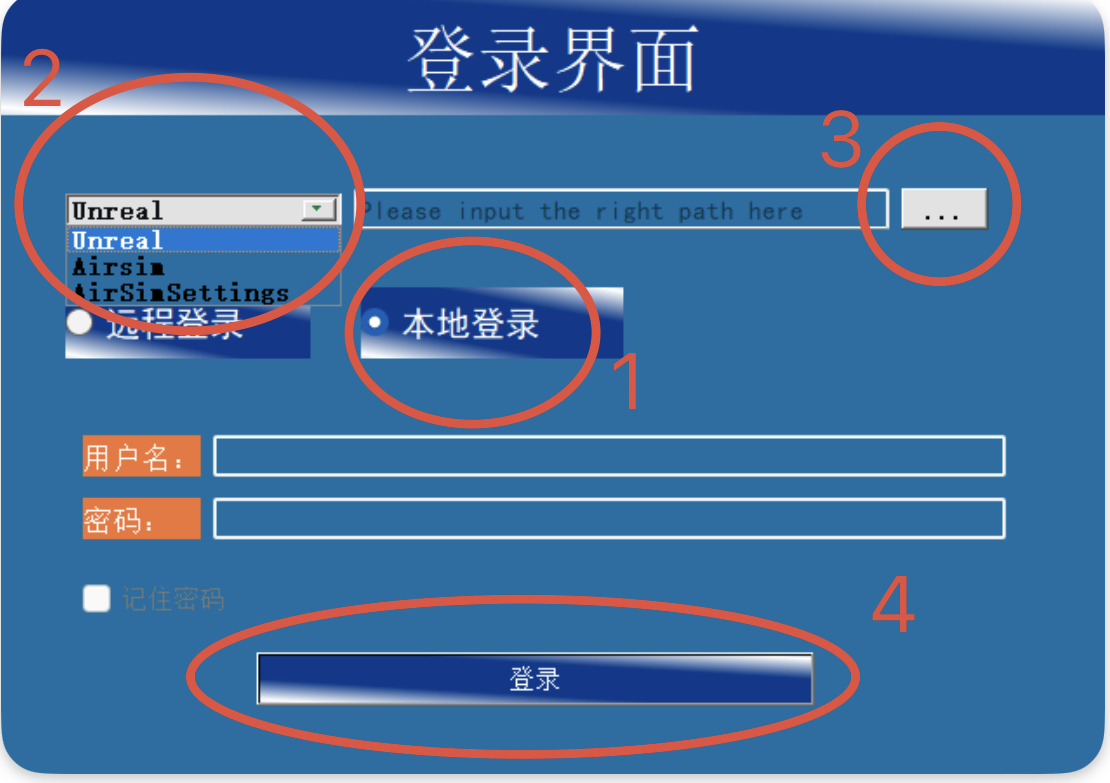 登录界面
2
3
Unreal
Please input the right path here
...
Unreal
Airsim
AirSimSettings
远程登录
本地登录
1
用户名:
密码:
记住密码
4
登录